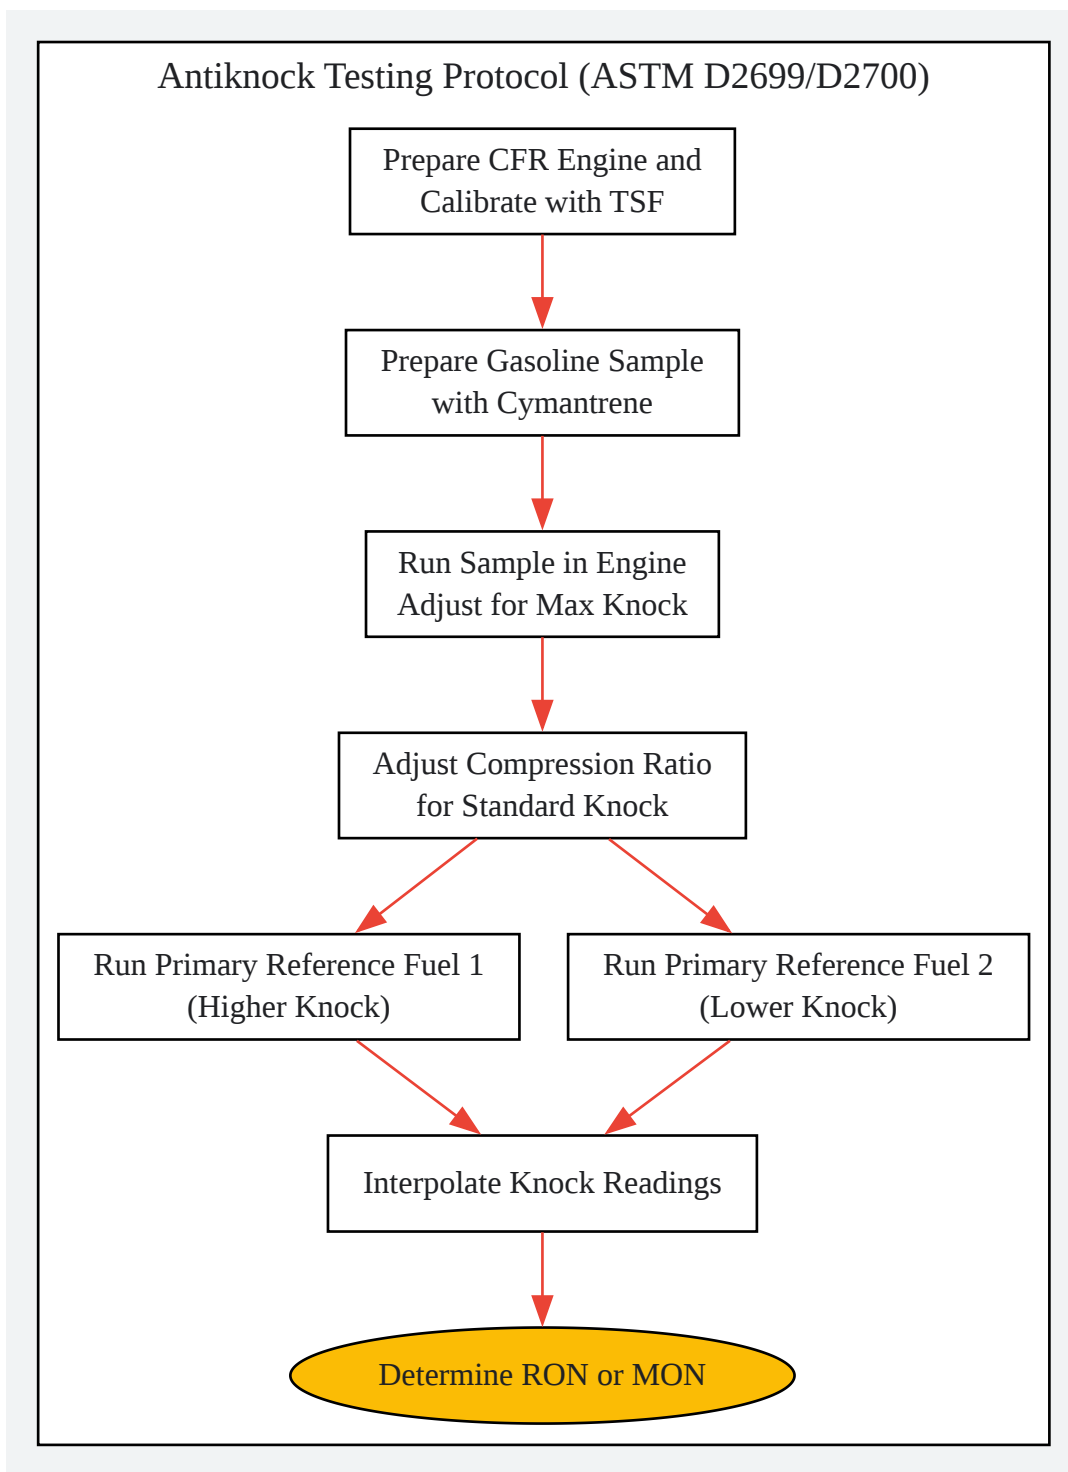 Antiknock Testing Protocol (ASTM D2699/D2700)
Prepare CFR Engine and
Calibrate with TSF
Prepare Gasoline Sample
with Cymantrene
Run Sample in Engine
Adjust for Max Knock
Adjust Compression Ratio
for Standard Knock
Run Primary Reference Fuel 1
(Higher Knock)
Run Primary Reference Fuel 2
(Lower Knock)
Interpolate Knock Readings
Determine RON or MON